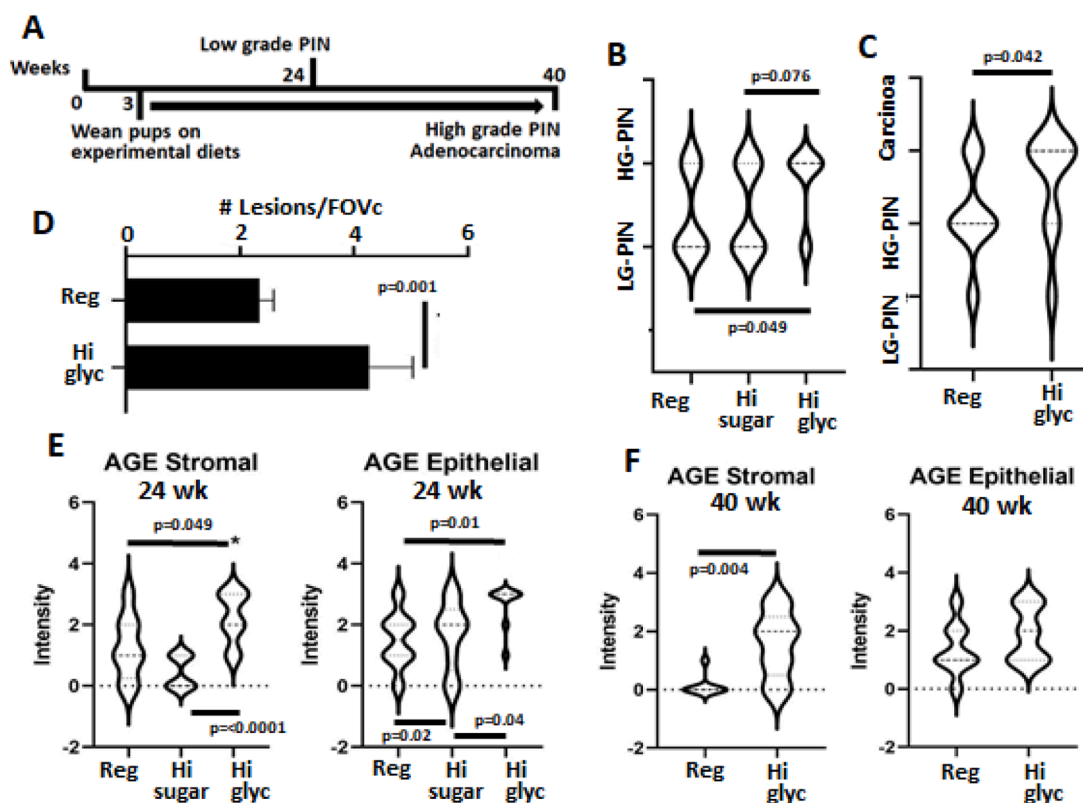 A
Weeks
Low grade PIN
24
40
0
3
Wean pups on
experimental diets
High grade PIN
Adenocarcinoma
B
p=0.076
HG-PIN
LG-PIN
p=0.049
Reg
Hi
sugar
Hi
glyc
C
p=0.042
Carcinoa
HG-PIN
LG-PIN
Reg
Hi
glyc
D
# Lesions/FOVc
0
2
4
6
Reg
Hi
glyc
p=0.001
E
AGE Stromal
24 wk
Intensity
6
4
2
0
-2
p=0.049
*
p=<0.0001
Reg
Hi
sugar
Hi
glyc
AGE Epithelial
24 wk
Intensity
6
4
2
0
-2
p=0.01
p=0.02
p=0.04
Reg
Hi
sugar
Hi
glyc
F
AGE Stromal
40 wk
Intensity
6
4
2
0
-2
p=0.004
Reg
Hi
glyc
AGE Epithelial
40 wk
Intensity
6
4
2
0
-2
Reg
Hi
glyc